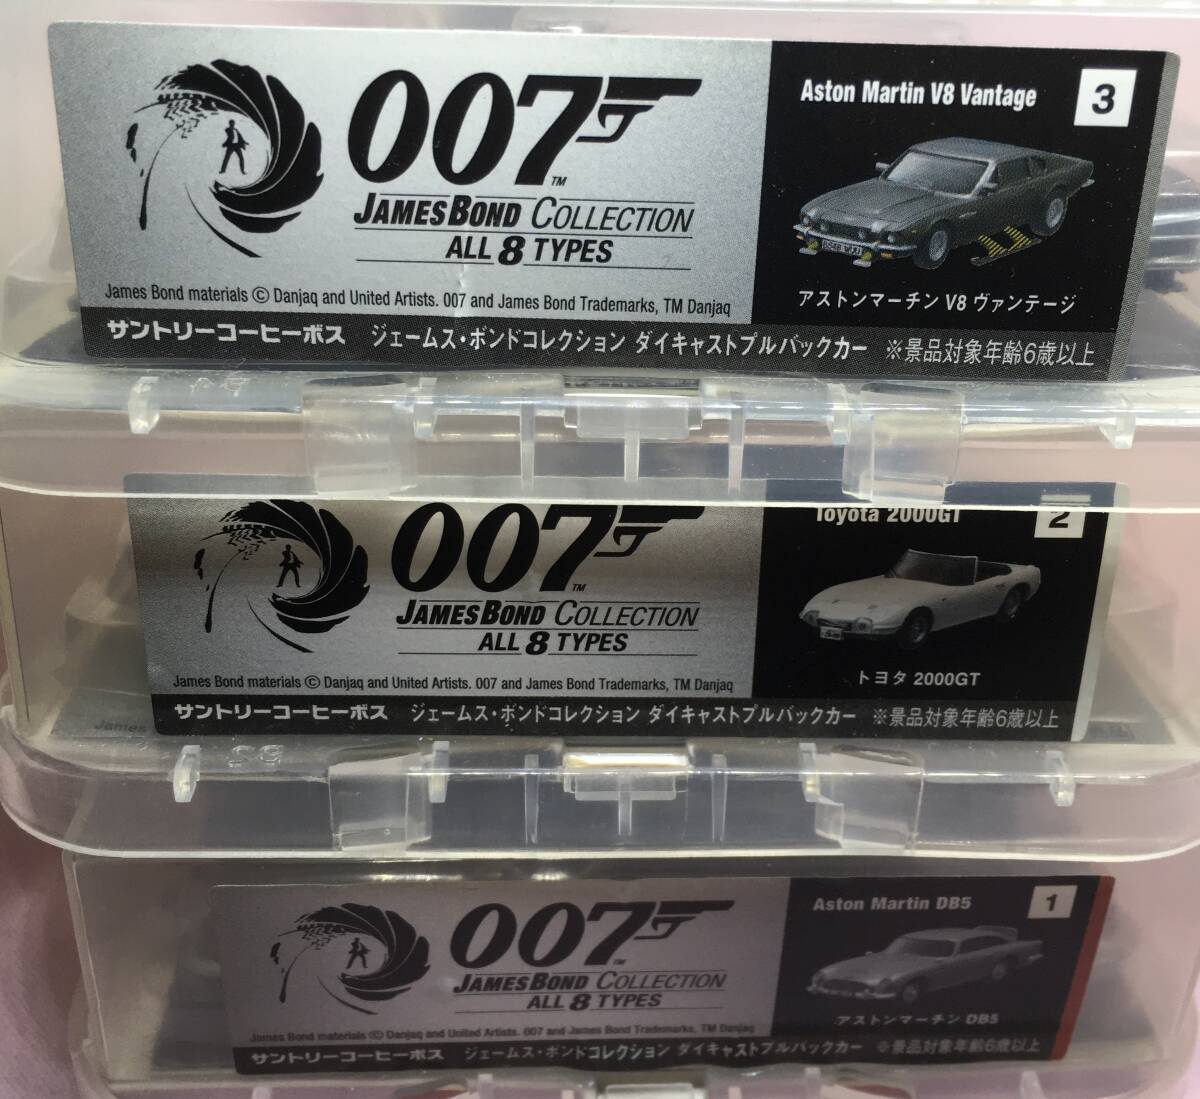 007
TM
JAMES BOND COLLECTION
ALL 8 TYPES
James Bond materials © Danjaq and United Artists. 007 and James Bond Trademarks, TM Danjaq
Aston Martin V8 Vantage
3
アストンマーチン V8 ヴァンテージ
サントリーコーヒーボス ジェームス・ボンドコレクション ダイキャストプルバックカー ※景品対象年齢6歳以上
007
TM
JAMES BOND COLLECTION
ALL 8 TYPES
James Bond materials © Danjaq and United Artists. 007 and James Bond Trademarks, TM Danjaq
Toyota 2000GT
2
トヨタ 2000GT
サントリーコーヒーボス ジェームス・ボンドコレクション ダイキャストプルバックカー ※景品対象年齢6歳以上
James
007
TM
JAMES BOND COLLECTION
ALL 8 TYPES
James Bond materials © Danjaq and United Artists. 007 and James Bond Trademarks, TM Danjaq
Aston Martin DB5
1
アストンマーチン DB5
サントリーコーヒーボス ジェームス・ボンドコレクション ダイキャストプルバックカー ※景品対象年齢6歳以上